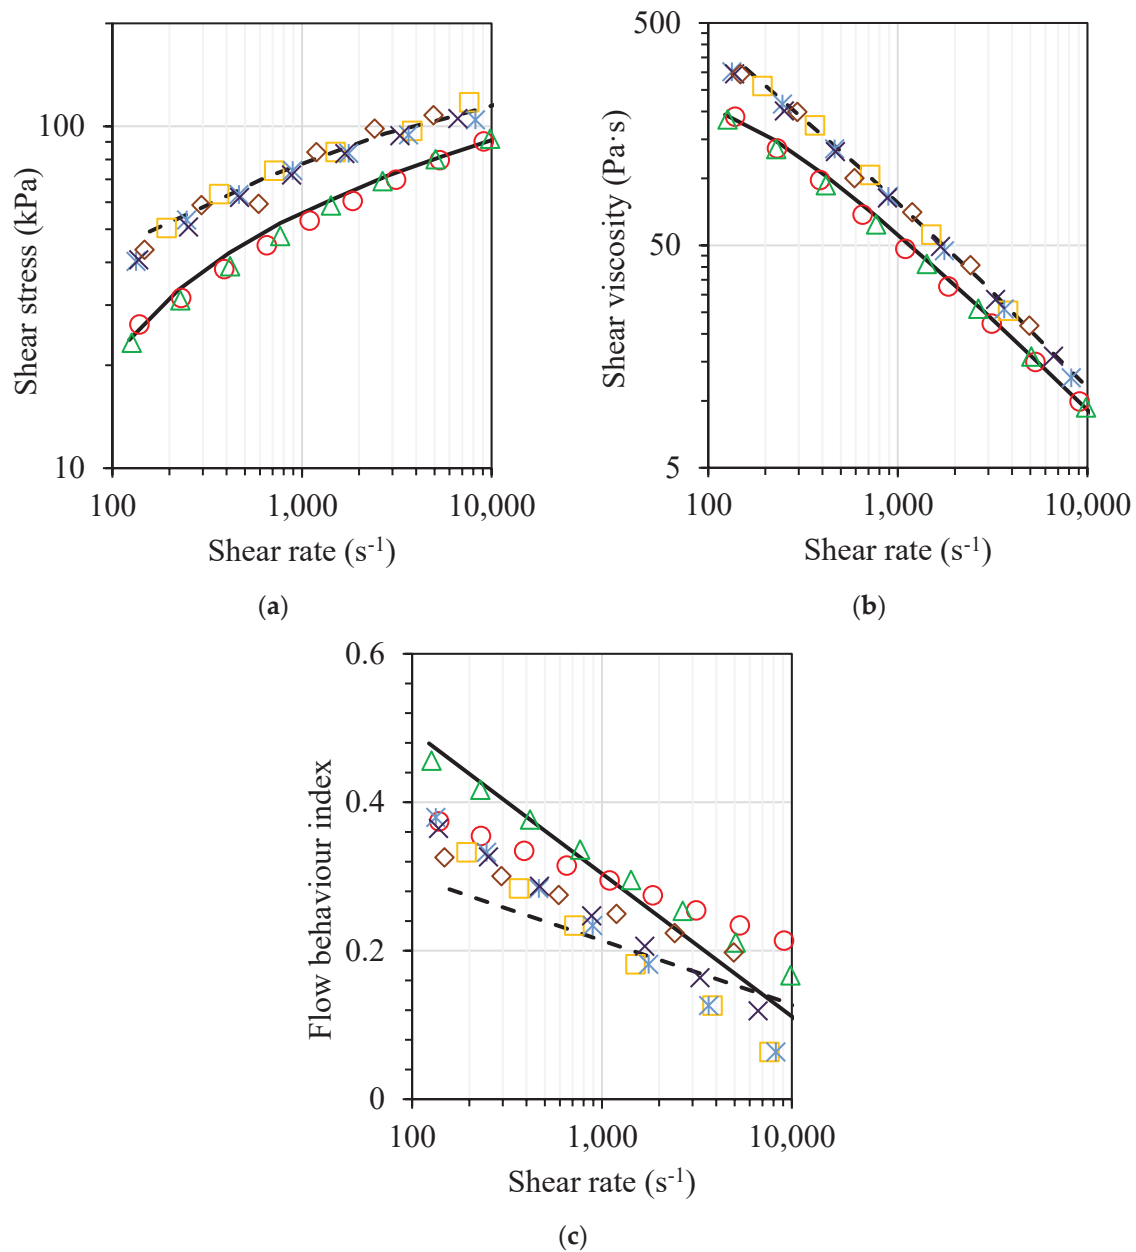 100
10
Shear stress (kPa)
100 1,000 10,000
Shear rate (s-1)
(a)
500
50
5
Shear viscosity (Pa·s)
100 1,000 10,000
Shear rate (s-1)
(b)
0.6
0.4
0.2
0
Flow behaviour index
100 1,000 10,000
Shear rate (s-1)
(c)